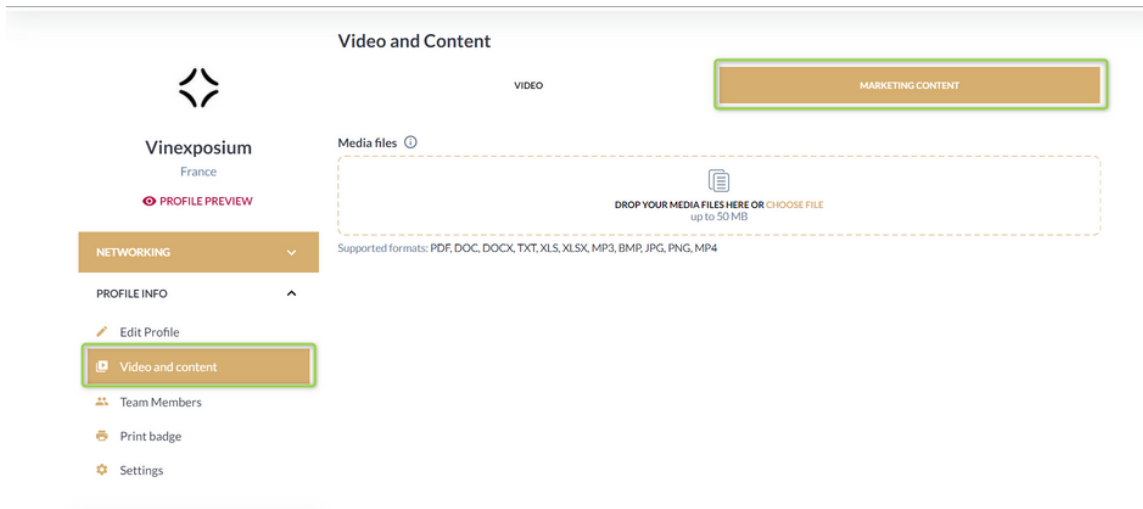 Video and Content
VIDEO
MARKETING CONTENT
Vinexposium
France
PROFILE PREVIEW
Media files
DROP YOUR MEDIA FILES HERE OR CHOOSE FILE
up to 50 MB
Supported formats: PDF, DOC, DOCX, TXT, XLS, XLSX, MP3, BMP, JPG, PNG, MP4
NETWORKING
PROFILE INFO
Edit Profile
Video and content
Team Members
Print badge
Settings